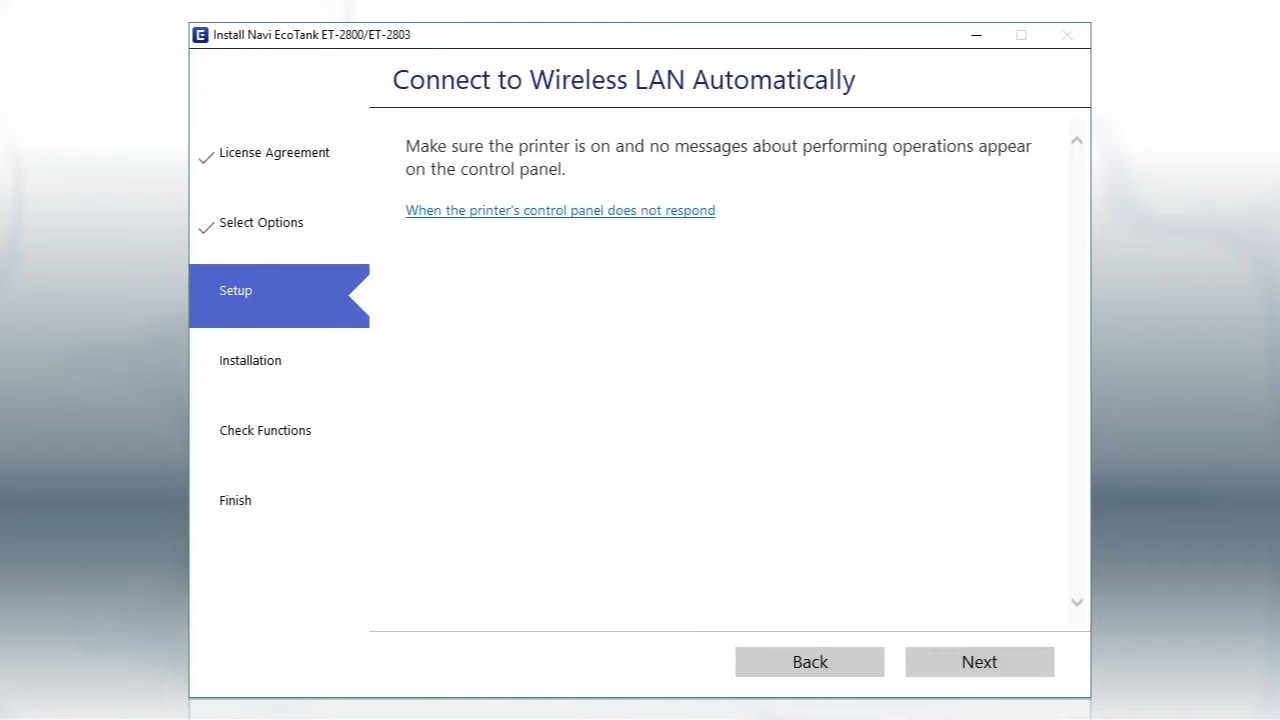 E Install Navi EcoTank ET-2800/ET-2803
Connect to Wireless LAN Automatically
License Agreement
Select Options
Setup
Installation
Check Functions
Finish
Make sure the printer is on and no messages about performing operations appear
on the control panel.
When the printer's control panel does not respond
Back
Next